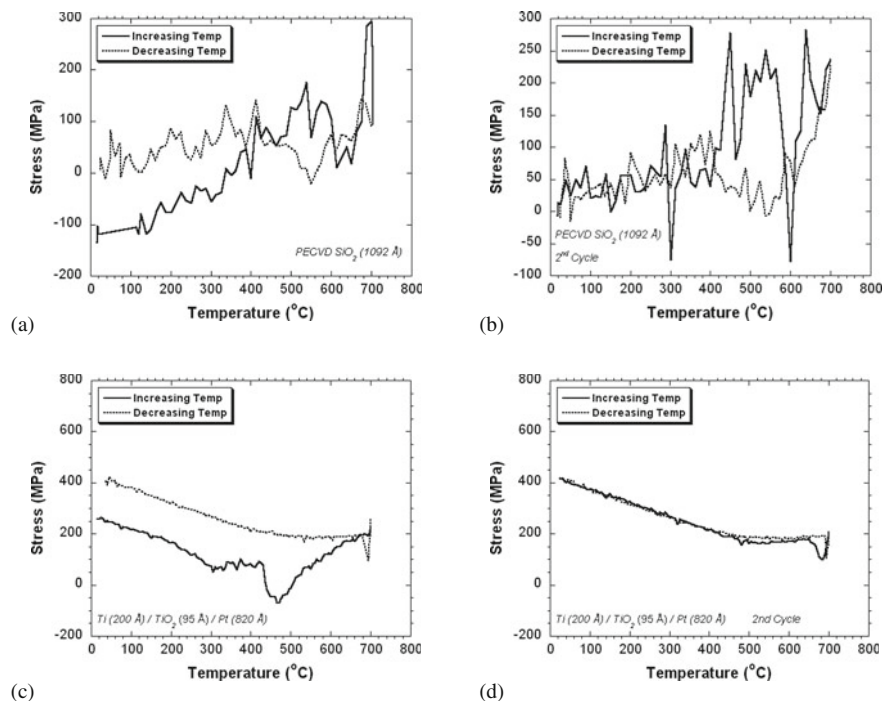 (a)
300
200
100
0
-100
-200
Stress (MPa)
Increasing Temp
Decreasing Temp
PECVD SiO2 (1092 Å)
0 100 200 300 400 500 600 700 800
Temperature (°C)
(b)
300
250
200
150
100
50
0
50
-100
Stress (MPa)
Increasing Temp
Decreasing Temp
PECVD SiO2 (1092 Å)
2nd Cycle
0 100 200 300 400 500 600 700 800
Temperature (°C)
(c)
800
600
400
200
0
-200
Stress (MPa)
Increasing Temp
Decreasing Temp
Ti (200 Å) / TiO2 (95 Å) / Pt (820 Å)
0 100 200 300 400 500 600 700 800
Temperature (°C)
(d)
800
600
400
200
0
-200
Stress (MPa)
Increasing Temp
Decreasing Temp
Ti (200 Å) / TiO2 (95 Å) / Pt (820 Å) 2nd Cycle
0 100 200 300 400 500 600 700 800
Temperature (°C)